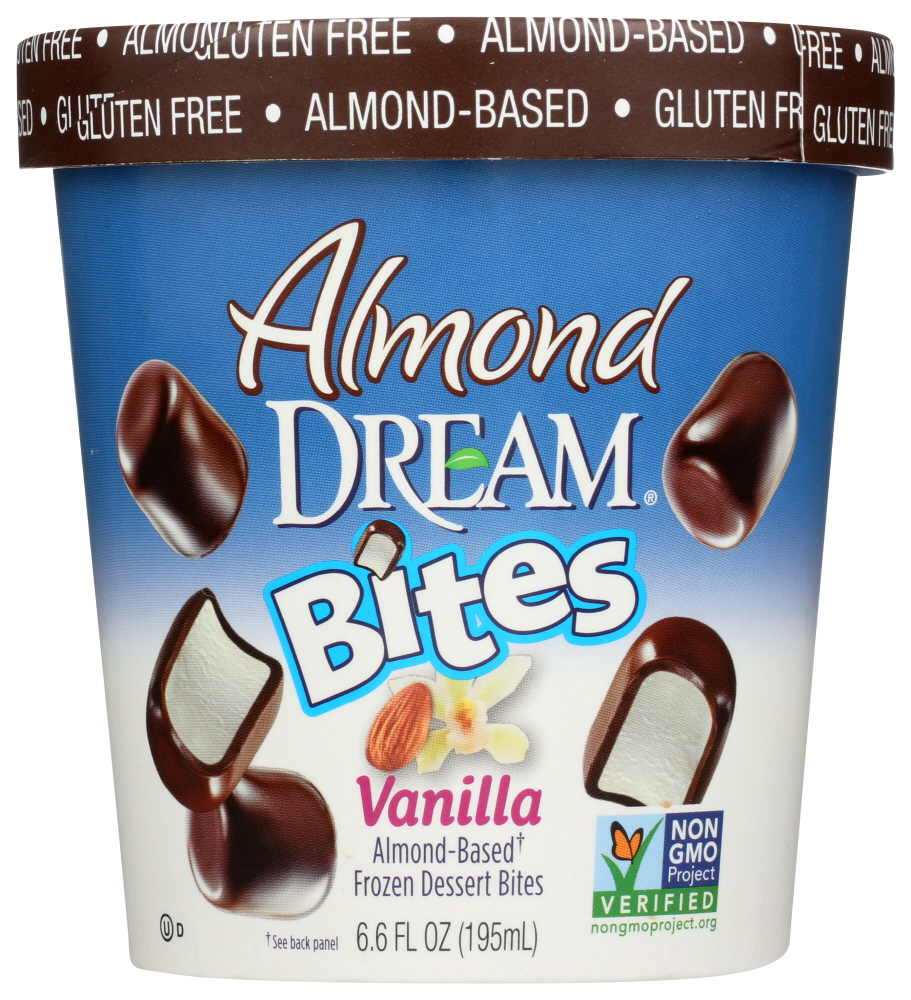 FREE • GLUTEN FREE • ALMOND-BASED • FREE
GLUTEN FREE • ALMOND-BASED • GLUTEN GLUTEN
Almond
DREAM®
Bites
Vanilla
Almond-Based†
Frozen Dessert Bites
NON
GMO
Project
VERIFIED
nongmoproject.org
U D
†See back panel
6.6 FL OZ (195mL)